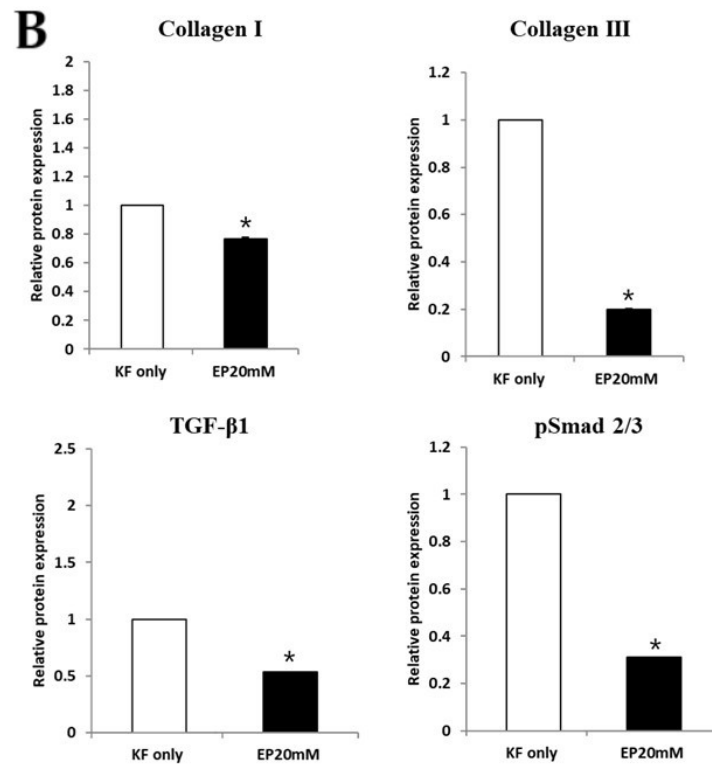 B
Collagen I
Relative protein expression
2
1.8
1.6
1.4
1.2
1
0.8
0.6
0.4
0.2
0
*
KF only EP20mM
Collagen III
Relative protein expression
1.2
1
0.8
0.6
0.4
0.2
0
*
KF only EP20mM
TGF-β1
Relative protein expression
2.5
2
1.5
1
0.5
0
*
KF only EP20mM
pSmad 2/3
Relative protein expression
1.2
1
0.8
0.6
0.4
0.2
0
*
KF only EP20mM